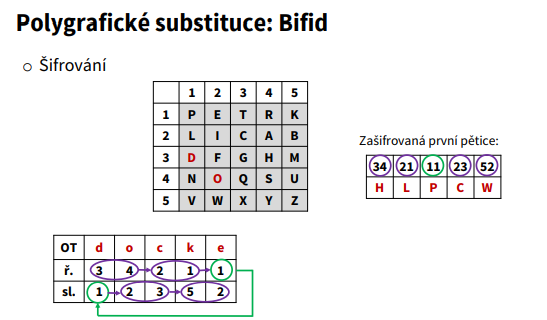 Polygrafické substituce: Bifid
○ Šifrování
1 2 3 4 5
1 P E T R K
2 L I C A B
3 D F G H M
4 N O Q S U
5 V W X Y Z
Zašifrovaná první pětice:
34 21 11 23 52
H L P C W
OT d o c k e
ř. 3 4 2 1 1
sl. 1 2 3 5 2